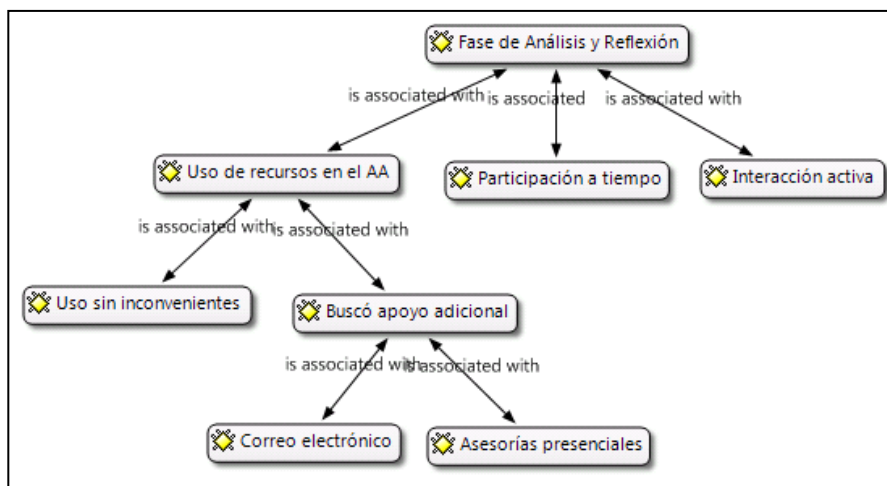 Fase de Análisis y Reflexión
is associated with
is associated
is associated with
Uso de recursos en el AA
Participación a tiempo
Interacción activa
is associated with
is associated with
Uso sin inconvenientes
Buscó apoyo adicional
is associated with
is associated with
Correo electrónico
Asesorías presenciales